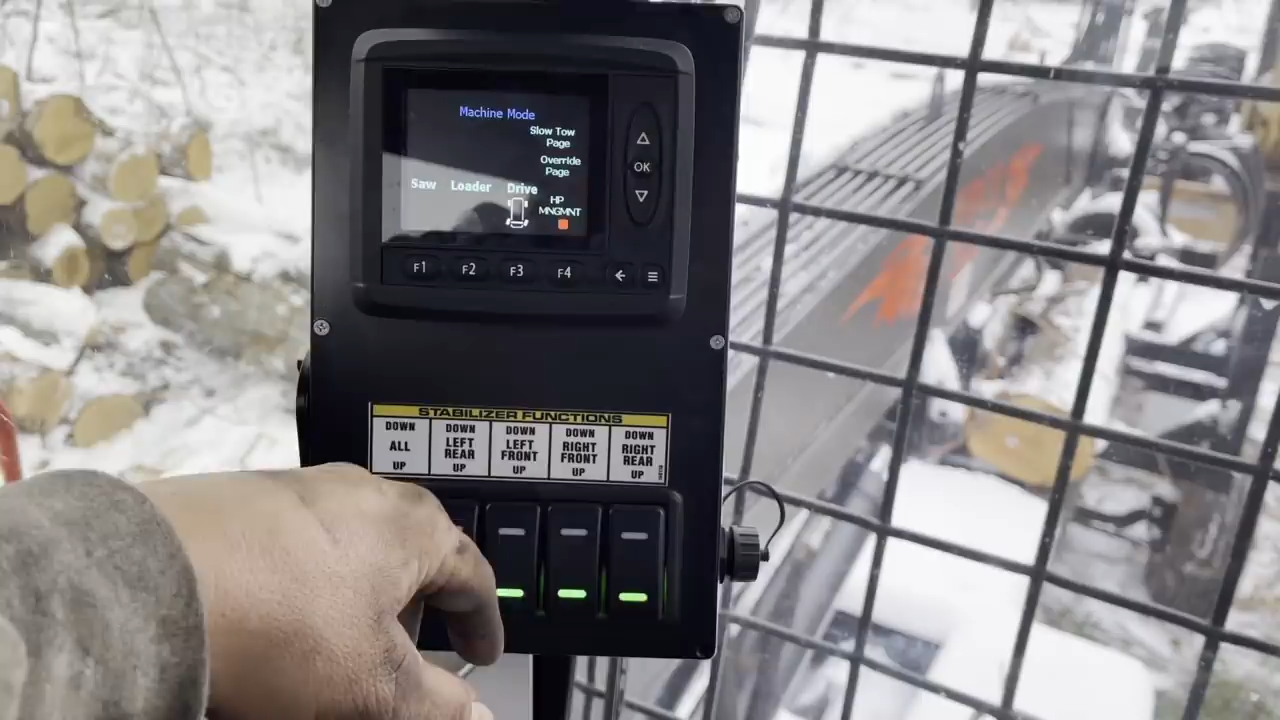 Machine Mode
Slow Tow
Page
Override
Page
Saw Loader Drive
HP
MNGMNT
OK
F1 F2 F3 F4
STABILIZER FUNCTIONS
DOWN
ALL
UP
DOWN
LEFT
REAR
UP
DOWN
LEFT
FRONT
UP
DOWN
RIGHT
FRONT
UP
DOWN
RIGHT
REAR
UP